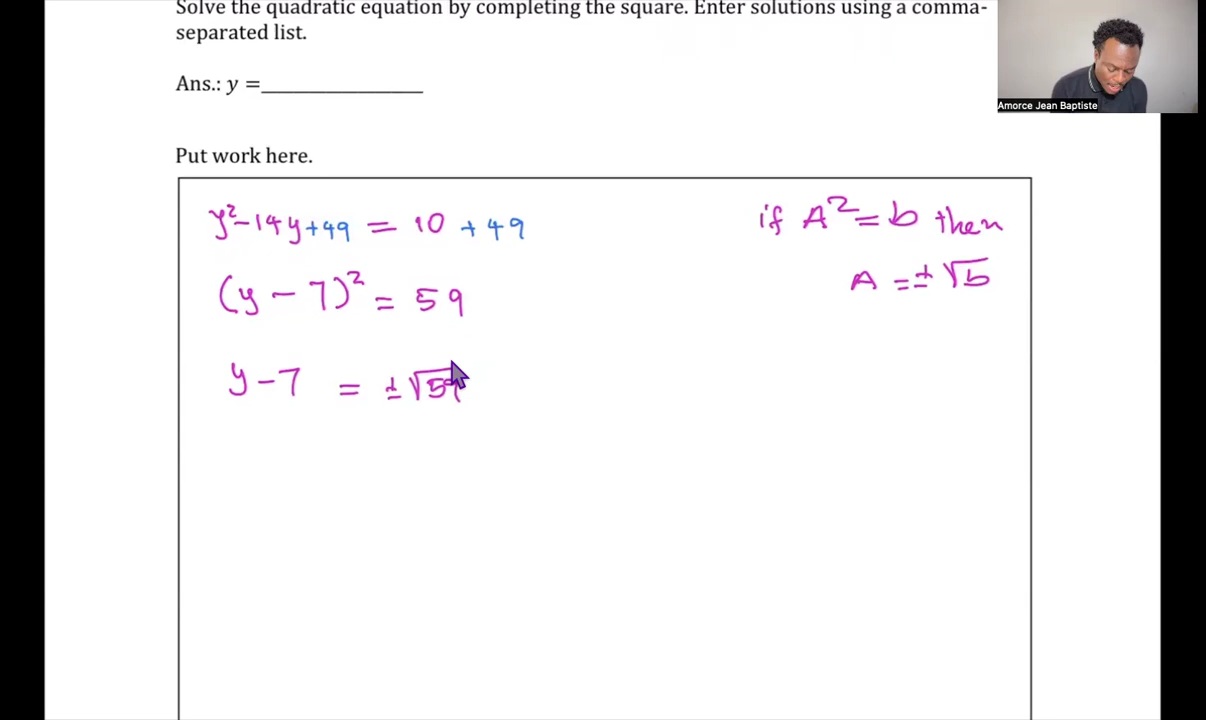 Solve the quadratic equation by completing the square. Enter solutions using a comma-
separated list.
Amorce Jean Baptiste
Ans.: y =______________
Put work here.
y²-14y+49 = 10 +49
if A²=b then
(y - 7)² = 59
A =± √b
y-7 = ±√59